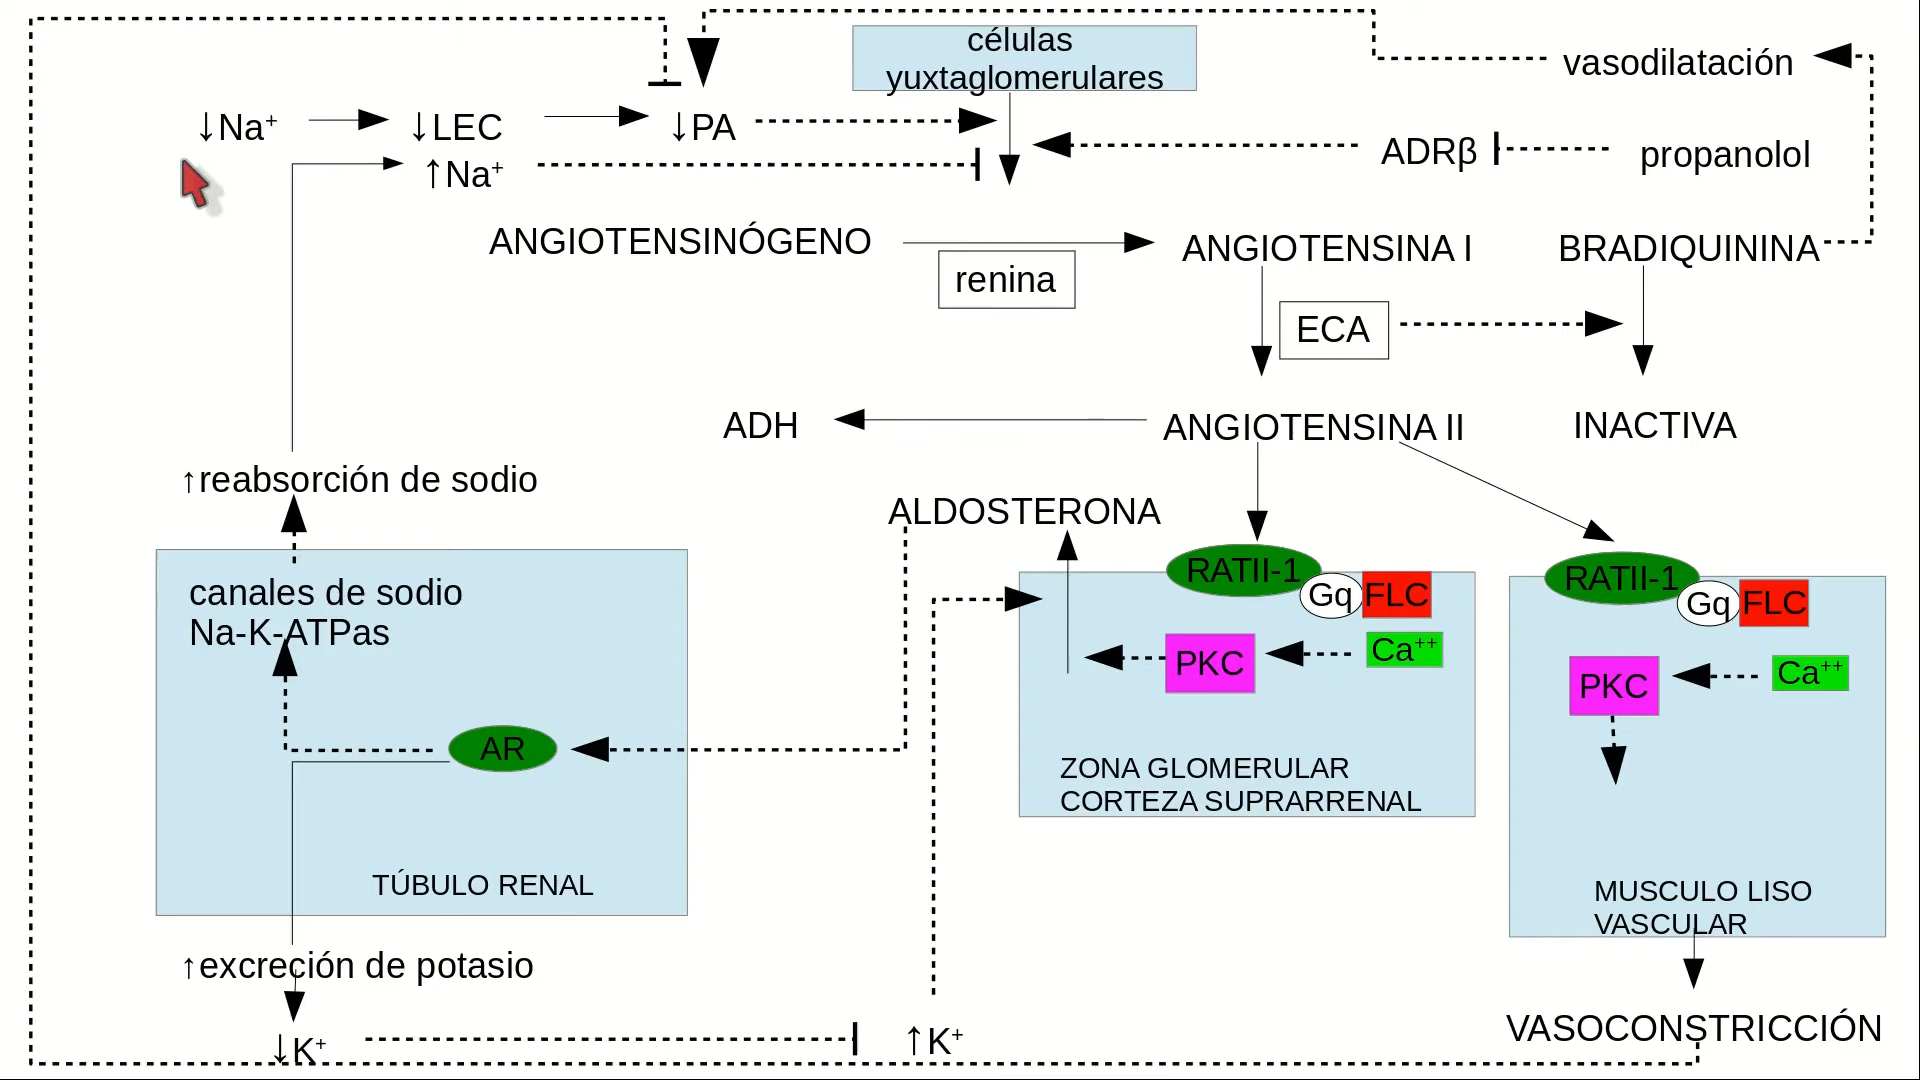 células
yuxtaglomerulares
vasodilatación
↓Na⁺
↓LEC
↓PA
↑Na⁺
ADRβ
propanolol
ANGIOTENSINÓGENO
renina
ANGIOTENSINA I
BRADIQUININA
ECA
ADH
ANGIOTENSINA II
INACTIVA
↑reabsorción de sodio
ALDOSTERONA
canales de sodio
Na-K-ATPas
AR
TÚBULO RENAL
RATII-1
Gq
FLC
PKC
Ca⁺⁺
ZONA GLOMERULAR
CORTEZA SUPRARRENAL
RATII-1
Gq
FLC
PKC
Ca⁺⁺
MUSCULO LISO
VASCULAR
↑excreción de potasio
↓K⁺
↑K⁺
VASOCONSTRICCIÓN